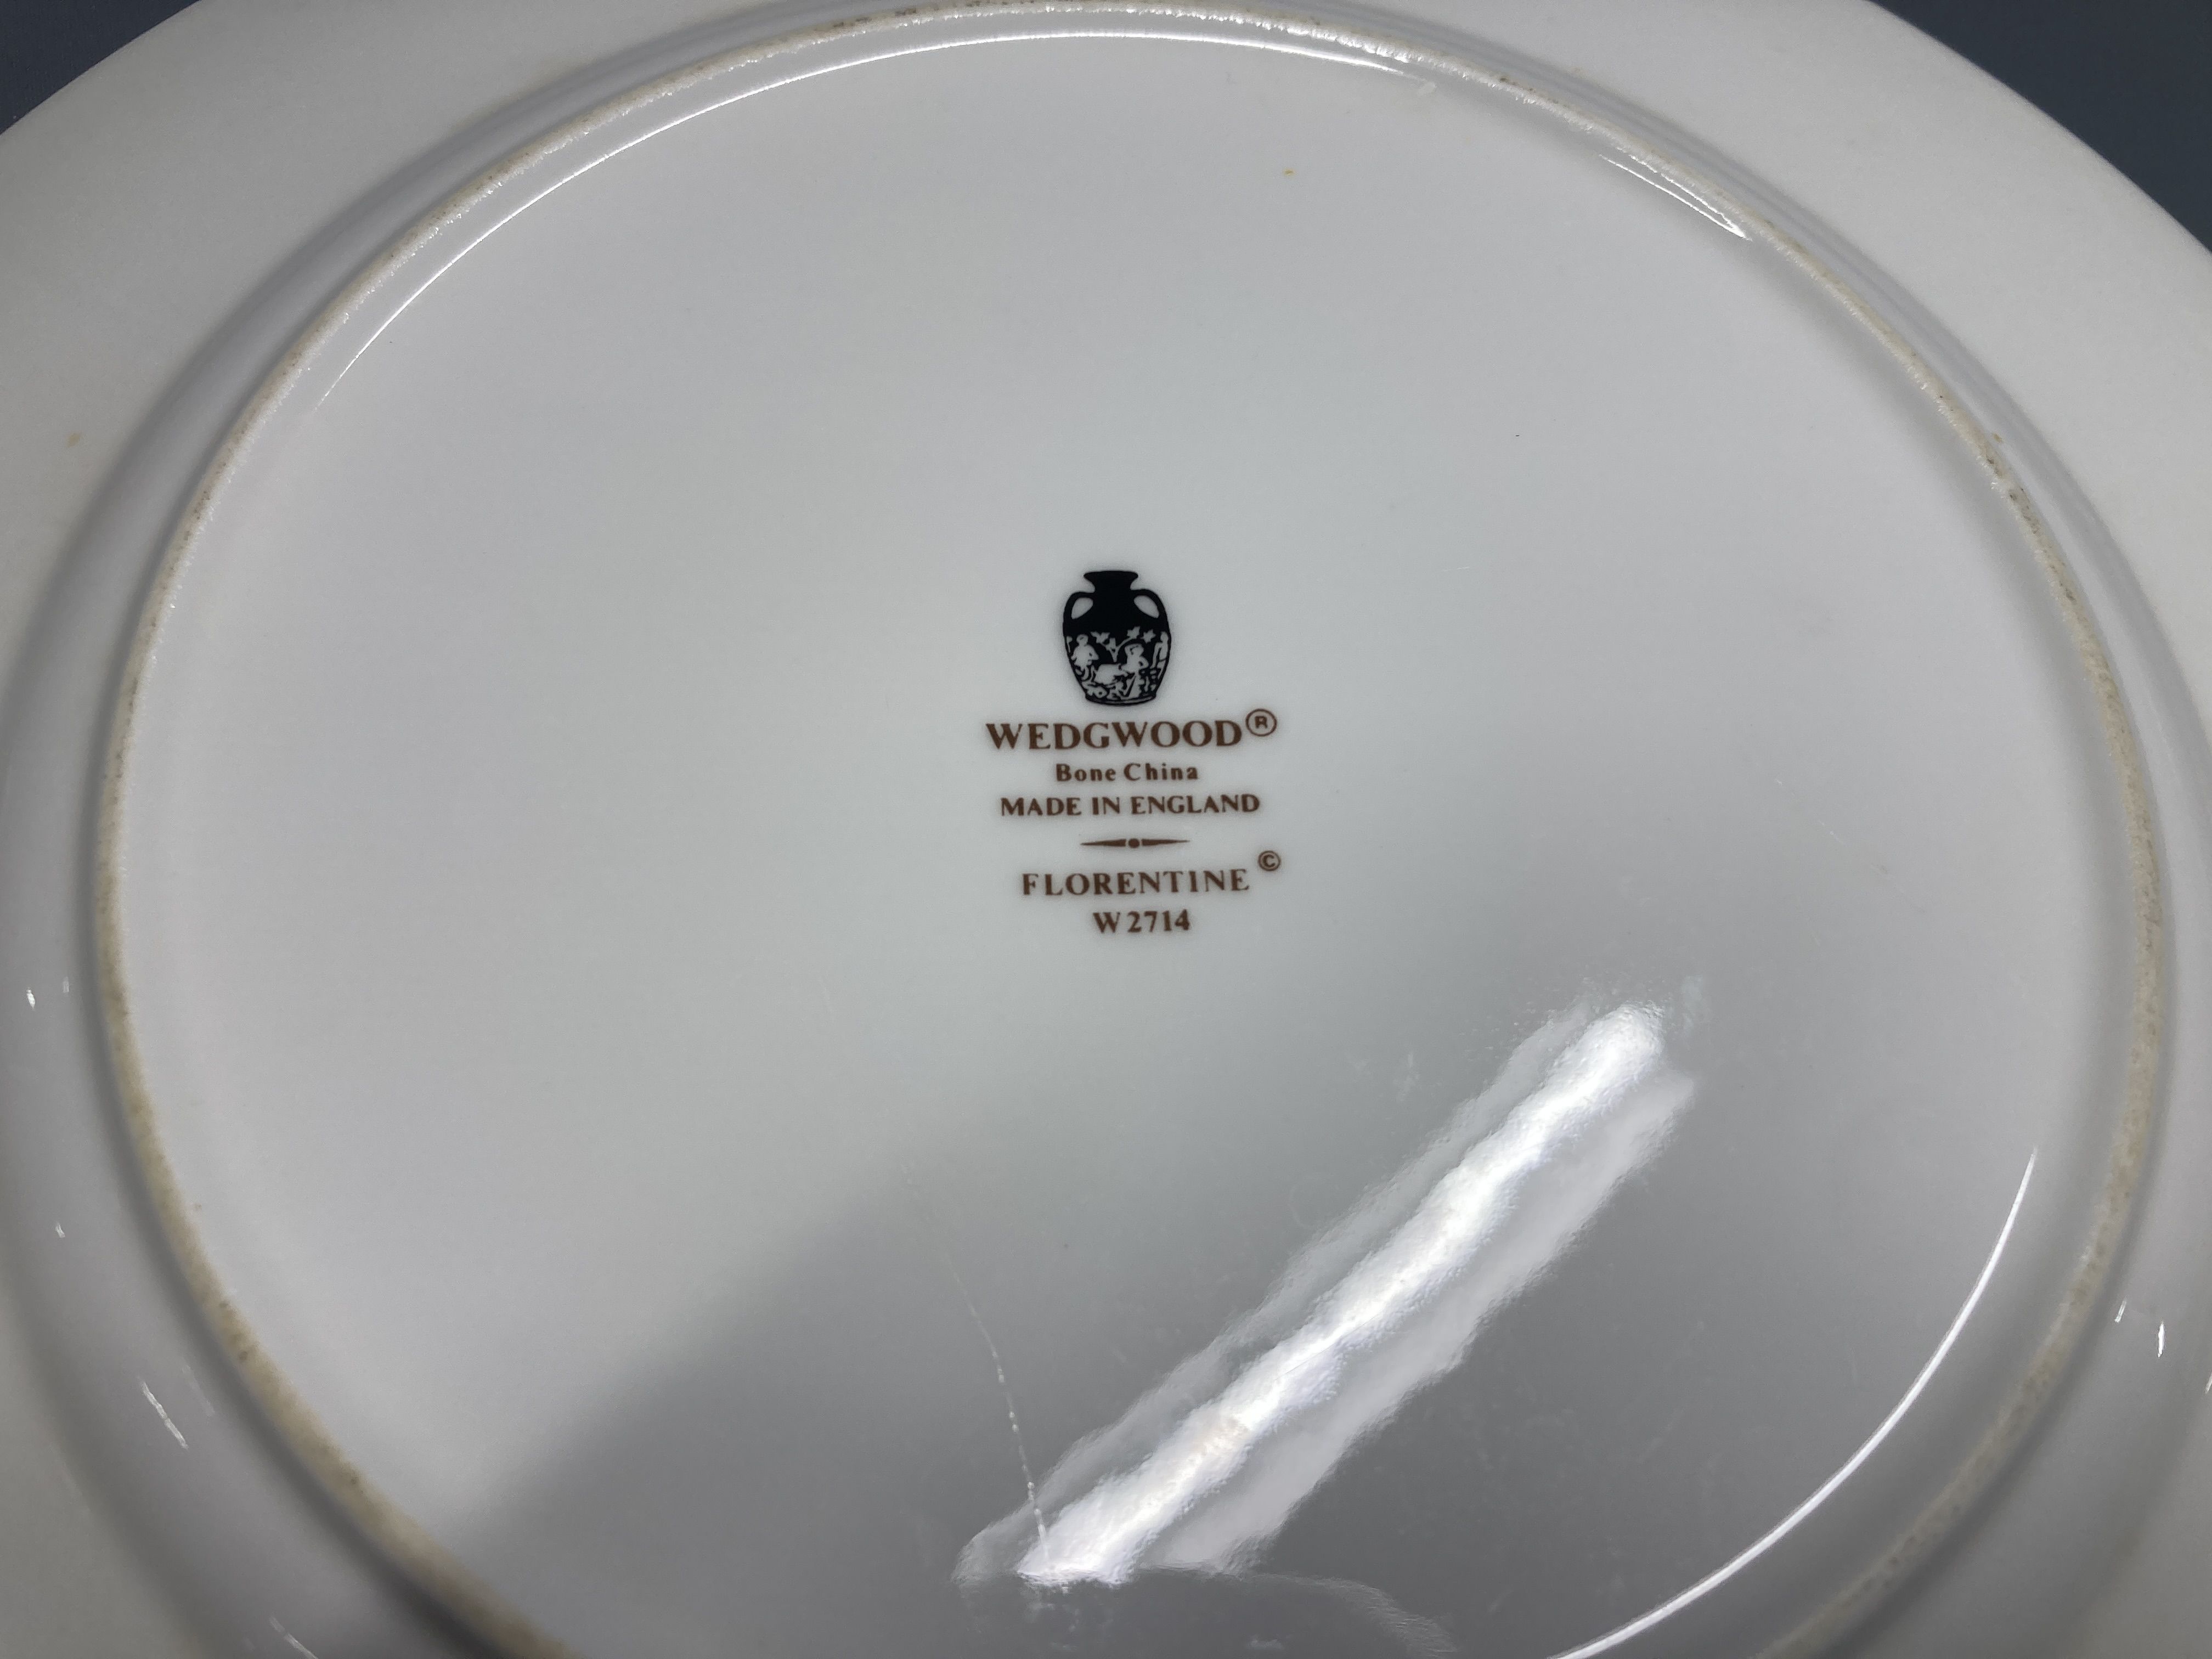 WEDGWOOD®
Bone China
MADE IN ENGLAND
FLORENTINE ©
W2714